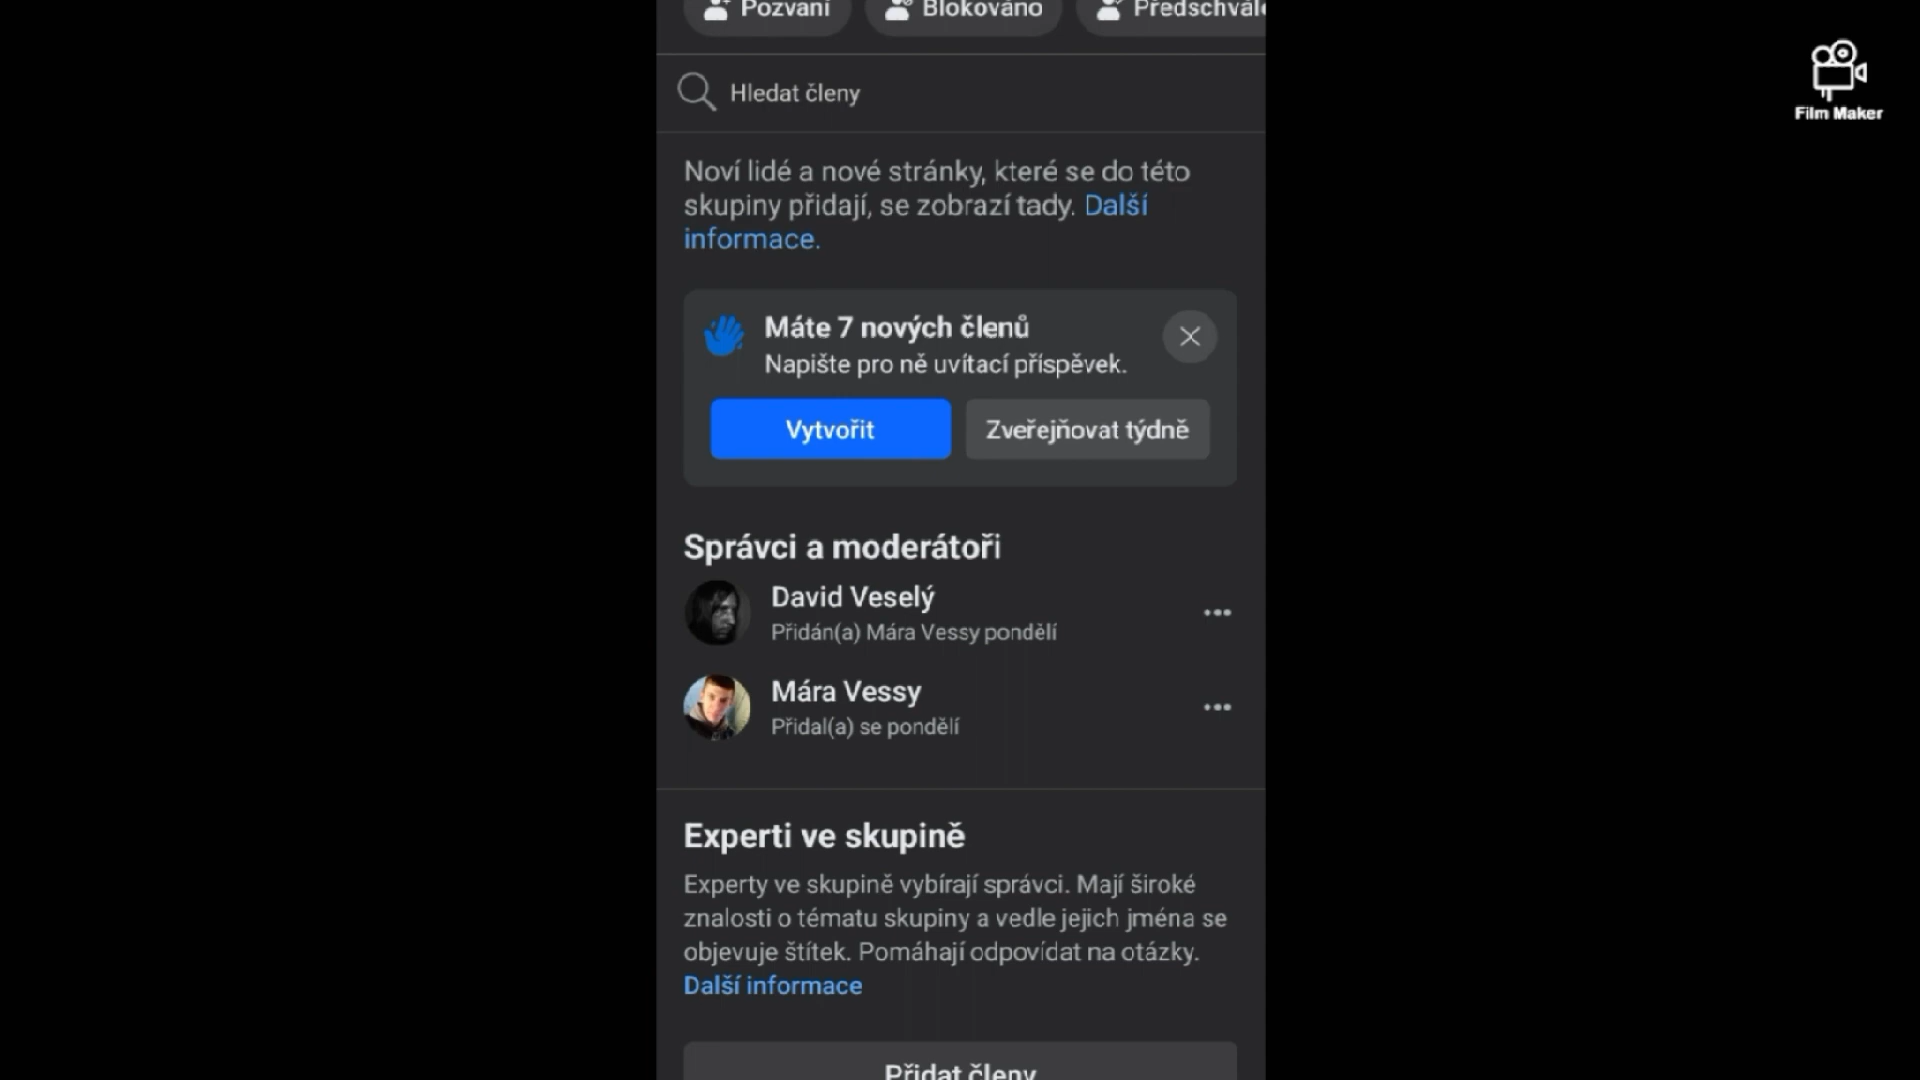 Pozvaní Blokováno
Film Maker
Hledat členy
Noví lidé a nové stránky, které se do této
skupiny přidají, se zobrazí tady. Další
informace.
Máte 7 nových členů
Napište pro ně uvítací příspěvek.
Vytvořit Zveřejňovat týdně
Správci a moderátoři
David Veselý
Přidán(a) Mára Vessy pondělí
Mára Vessy
Přidal(a) se pondělí
Experti ve skupině
Experty ve skupině vybírají správci. Mají široké
znalosti o tématu skupiny a vedle jejich jména se
objevuje štítek. Pomáhají odpovídat na otázky.
Další informace
Přidat členy